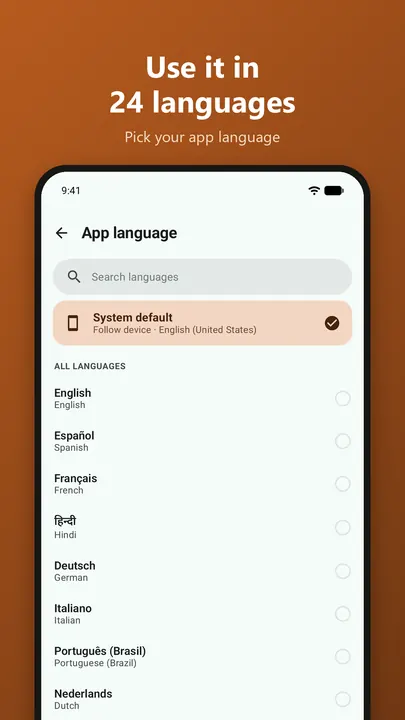 Use it in
24 languages
Pick your app language
9:41
App language
Search languages
System default
Follow device · English (United States)
ALL LANGUAGES
English
English
Español
Spanish
Français
French
हिन्दी
Hindi
Deutsch
German
Italiano
Italian
Português (Brasil)
Portuguese (Brazil)
Nederlands
Dutch